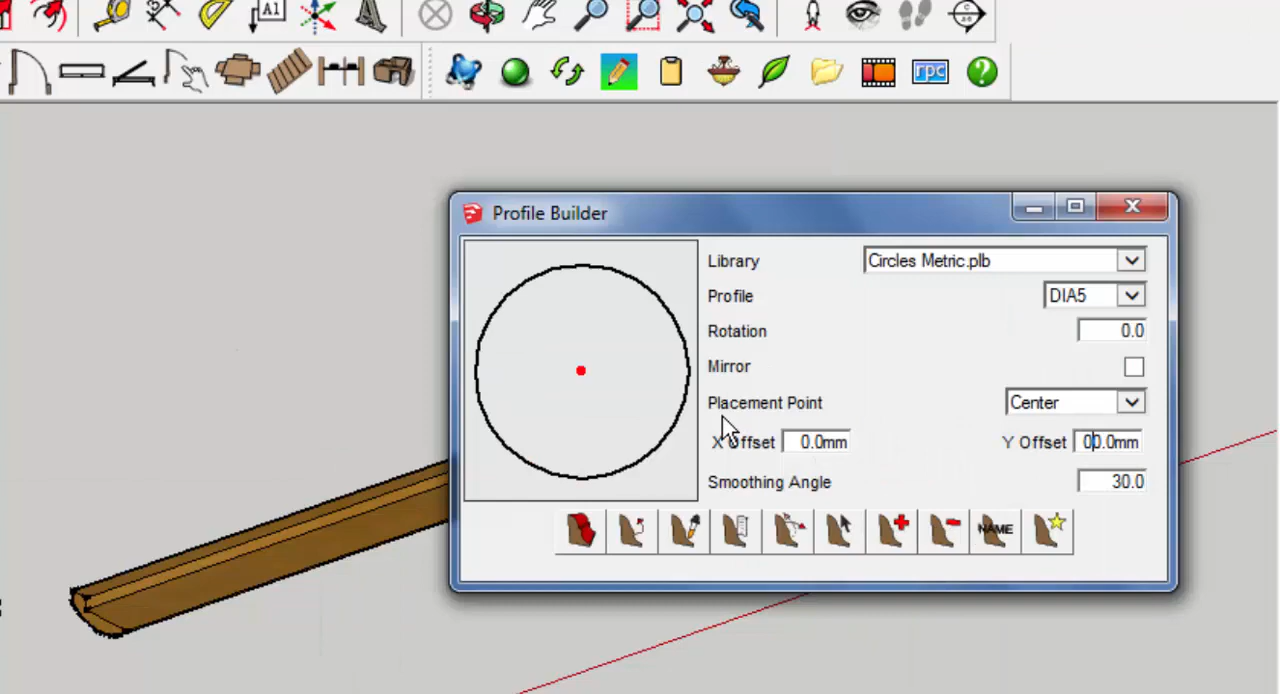 A1
C
A-B
rpc
?
Profile Builder
Library Circles Metric.plb
Profile DIA5
Rotation 0.0
Mirror
Placement Point Center
X Offset 0.0mm Y Offset 00.0mm
Smoothing Angle 30.0
NAME